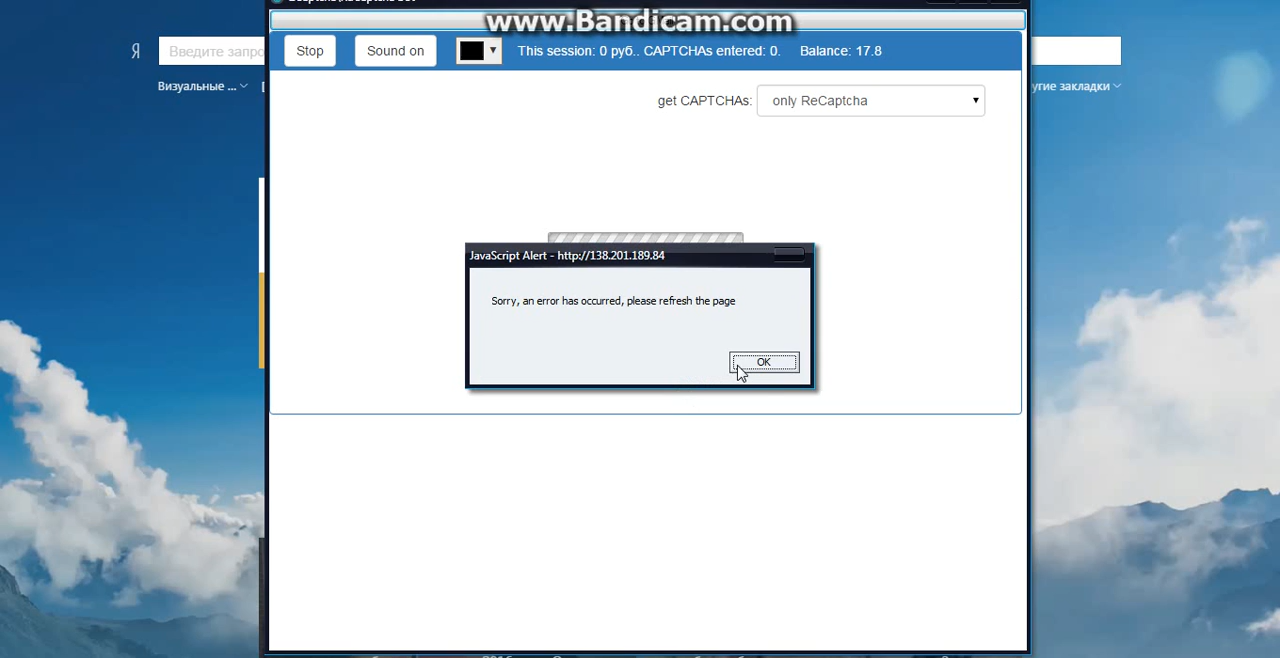 www.Bandicam.com
Я Введите запро
Stop
Sound on
This session: 0 руб.. CAPTCHAs entered: 0. Balance: 17.8
Визуальные ...
угие закладки
get CAPTCHAs: only ReCaptcha
JavaScript Alert - http://138.201.189.84
Sorry, an error has occurred, please refresh the page
OK